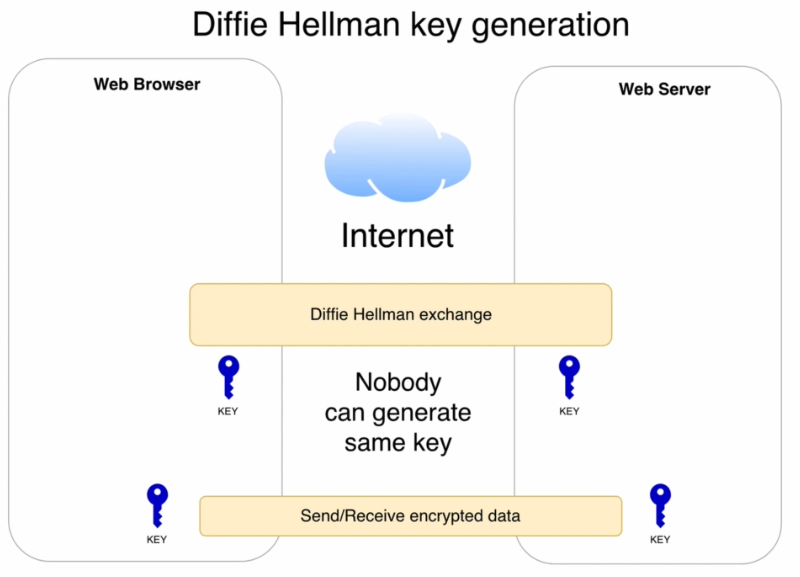 Diffie Hellman key generation
Web Browser
Web Server
Internet
Diffie Hellman exchange
KEY
KEY
Nobody
can generate
same key
Send/Receive encrypted data
KEY
KEY